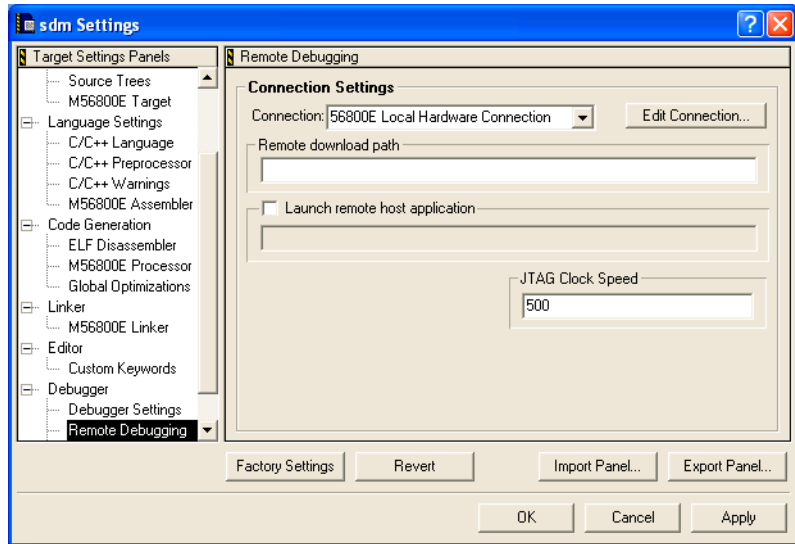 sdm Settings
Target Settings Panels
Source Trees
M56800E Target
Language Settings
C/C++ Language
C/C++ Preprocessor
C/C++ Warnings
M56800E Assembler
Code Generation
ELF Disassembler
M56800E Processor
Global Optimizations
Linker
M56800E Linker
Editor
Custom Keywords
Debugger
Debugger Settings
Remote Debugging
Remote Debugging
Connection Settings
Connection: 56800E Local Hardware Connection
Edit Connection...
Remote download path
Launch remote host application
JTAG Clock Speed
500
Factory Settings
Revert
Import Panel...
Export Panel...
OK
Cancel
Apply